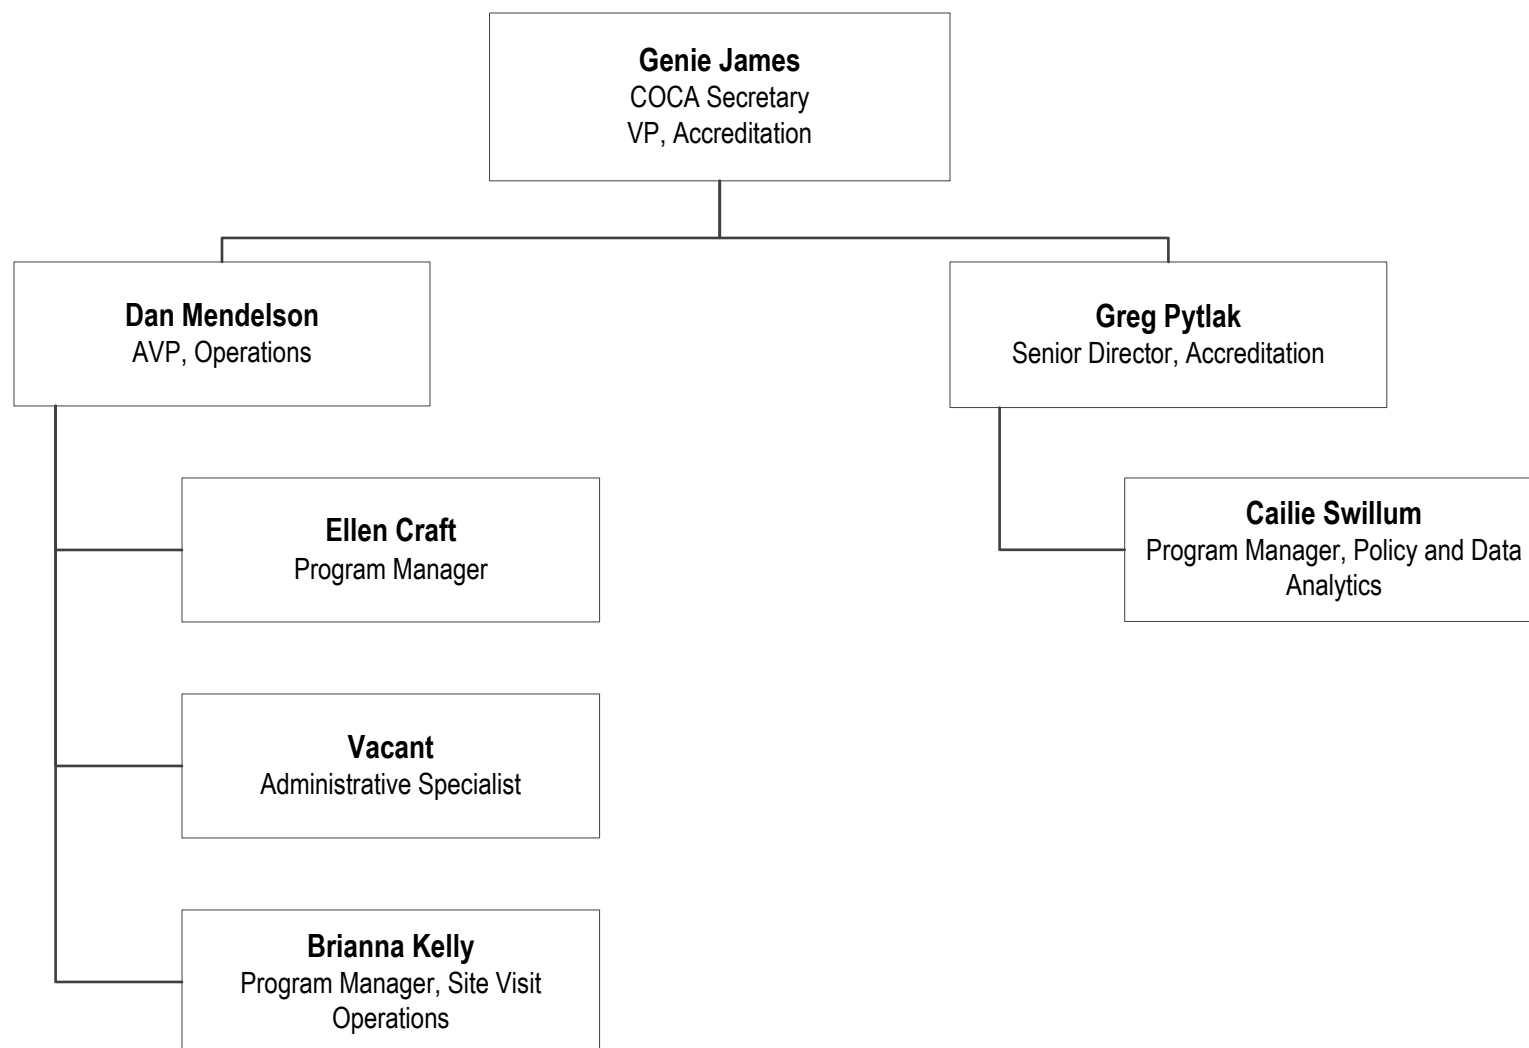 Genie James
COCA Secretary
VP, Accreditation
Dan Mendelson
AVP, Operations
Greg Pytlak
Senior Director, Accreditation
Ellen Craft
Program Manager
Cailie Swillum
Program Manager, Policy and Data
Analytics
Vacant
Administrative Specialist
Brianna Kelly
Program Manager, Site Visit
Operations